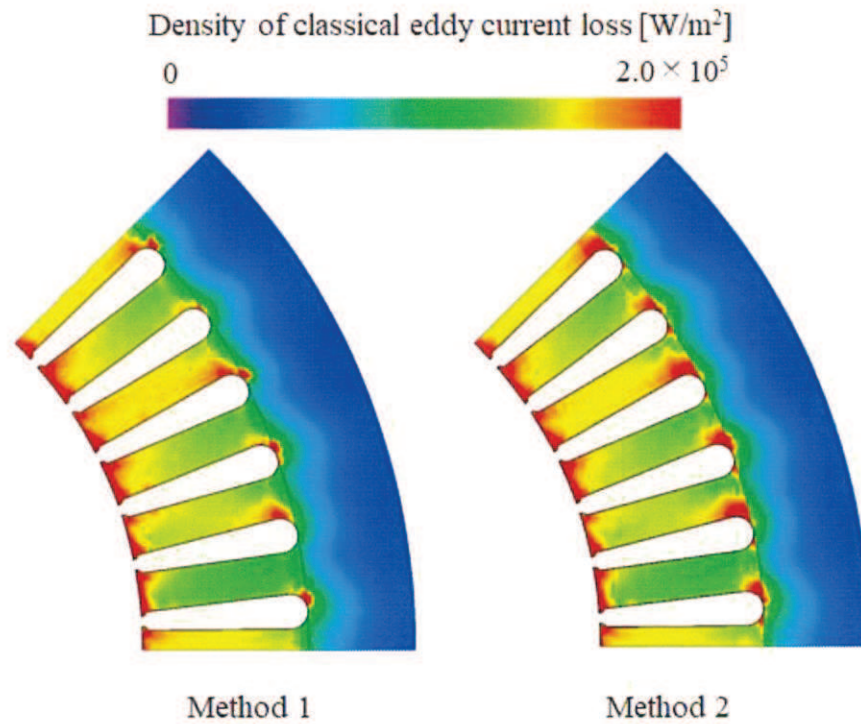 Density of classical eddy current loss [W/m²]
0 2.0 × 10⁵
Method 1 Method 2